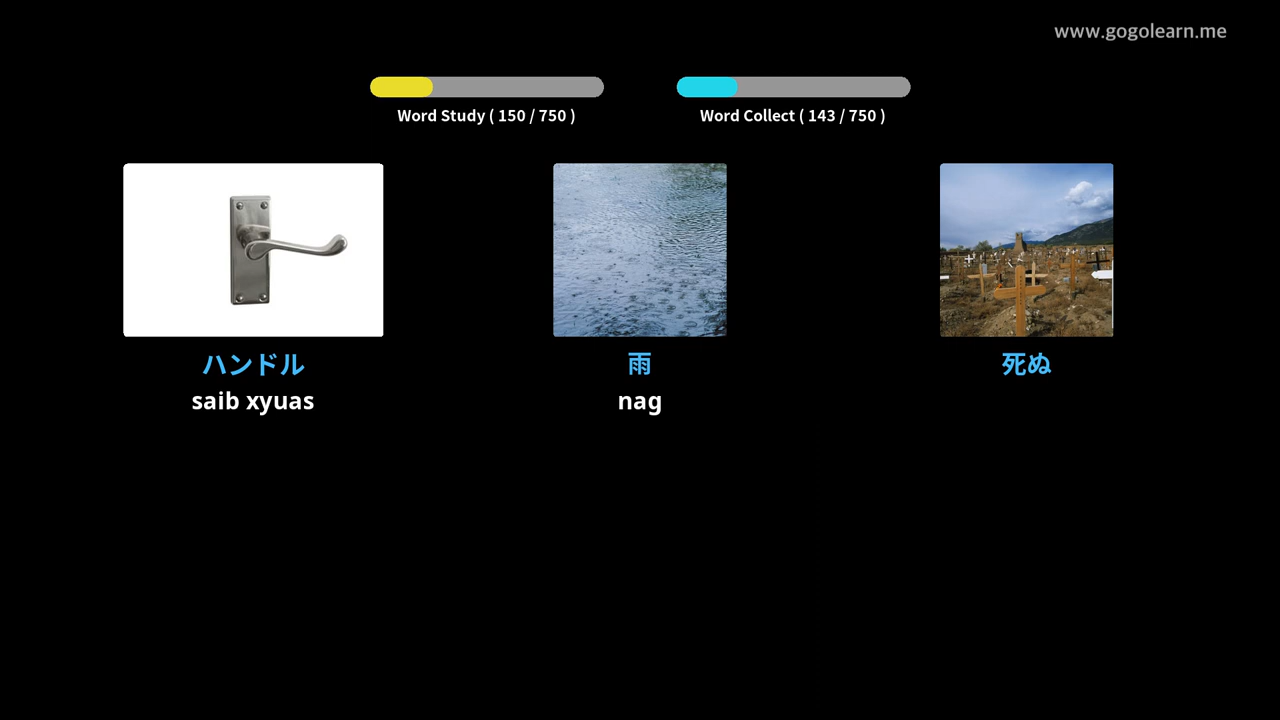 www.gogolearn.me
Word Study ( 150 / 750 )
Word Collect ( 143 / 750 )
ハンドル
saib xyuas
雨
nag
死ぬ